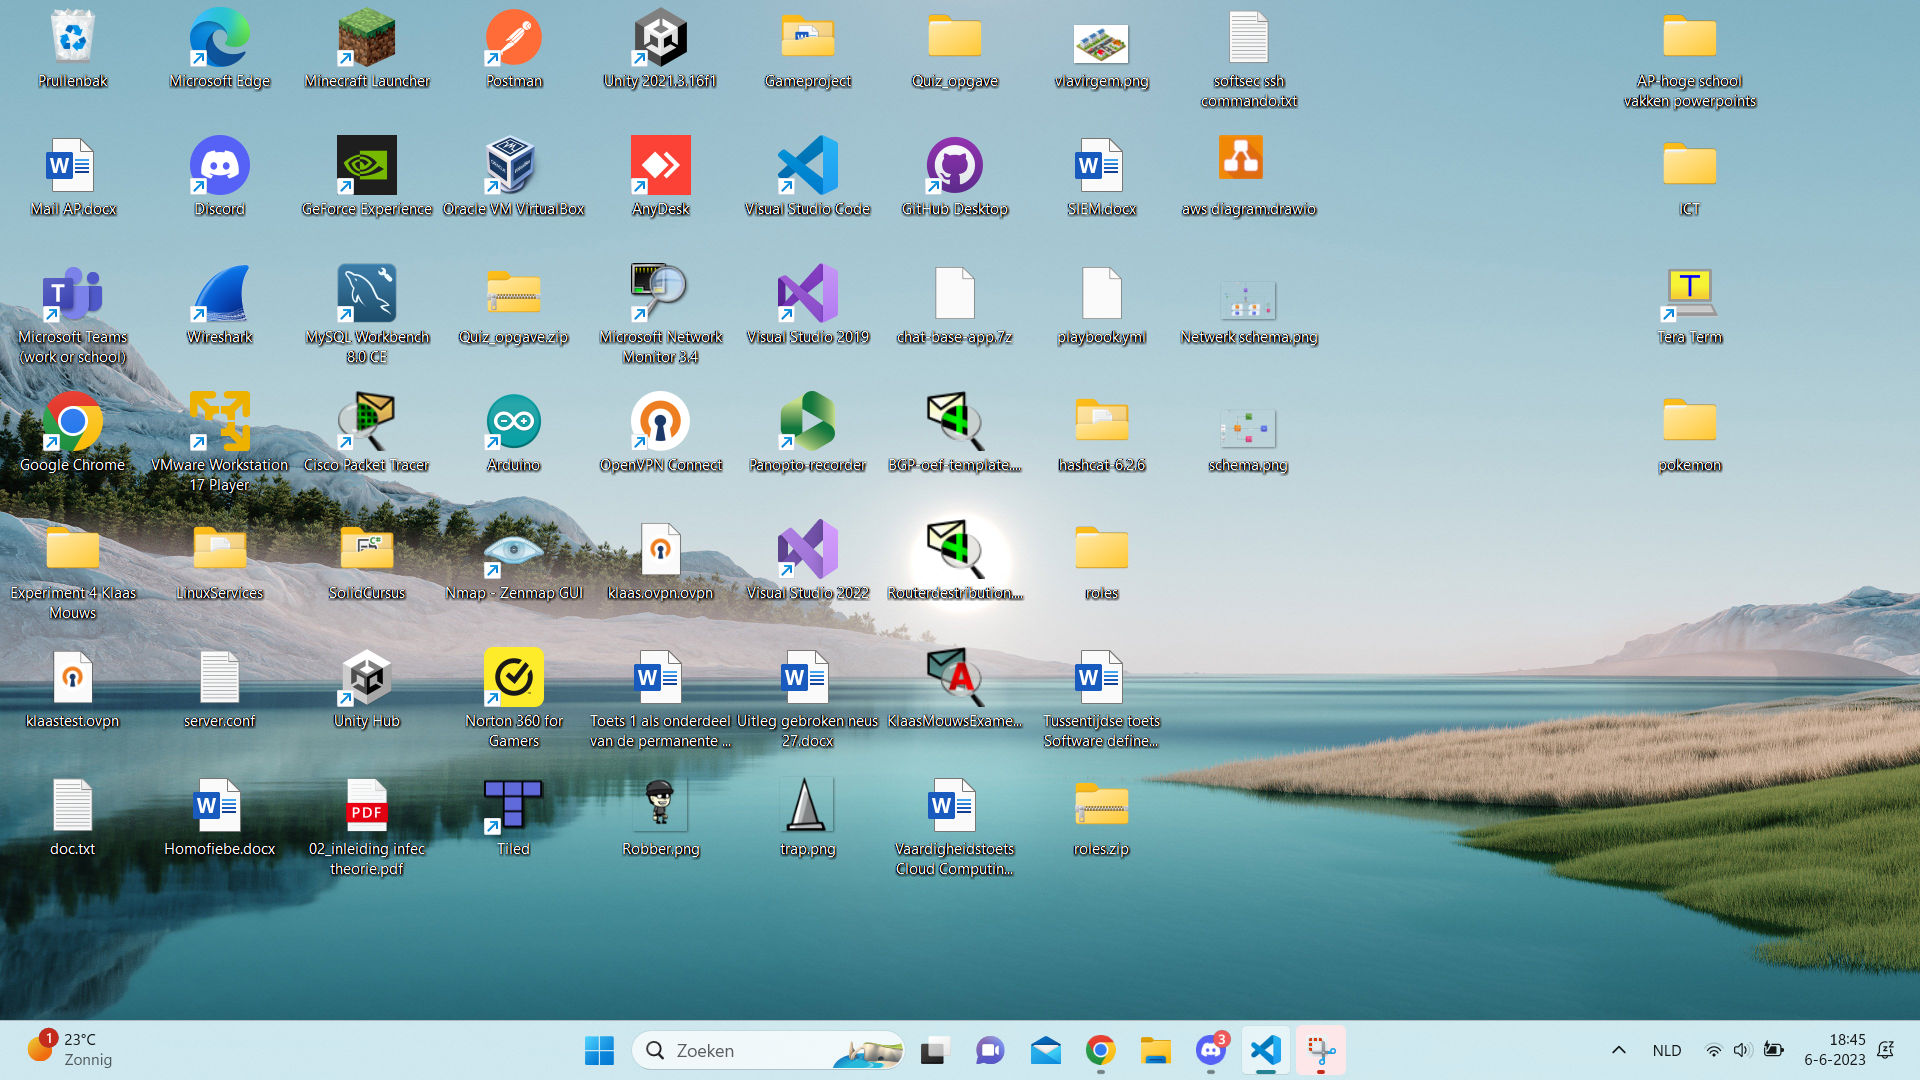 Prullenbak
Microsoft Edge
Minecraft Launcher
Postman
Unity 2021.3.16f1
Gameproject
Quiz_opgave
vlavirgem.png
softsec ssh
commando.txt
AP-hoge school
vakken powerpoints
Mail AP.docx
Discord
GeForce Experience
Oracle VM VirtualBox
AnyDesk
Visual Studio Code
GitHub Desktop
SIEM.docx
aws diagram.drawio
ICT
Microsoft Teams
(work or school)
Wireshark
MySQL Workbench
8.0 CE
Quiz_opgave.zip
Microsoft Network
Monitor 3.4
Visual Studio 2019
chat-base-app.7z
playbook.yml
Netwerk schema.png
Tera Term
Google Chrome
VMware Workstation
17 Player
Cisco Packet Tracer
Arduino
OpenVPN Connect
Panopto-recorder
BGP-oef-template....
hashcat-6.2.6
schema.png
pokemon
Experiment 4 Klaas
Mouws
LinuxServices
SolidCursus
Nmap - Zenmap GUI
klaas.ovpn.ovpn
Visual Studio 2022
Routerdestribution....
roles
klaastest.ovpn
server.conf
Unity Hub
Norton 360 for
Gamers
Toets 1 als onderdeel
van de permanente ...
Uitleg gebroken neus
27.docx
KlaasMouwsExame...
Tussentijdse toets
Software define...
doc.txt
Homofiebe.docx
PDF
02_inleiding infec
theorie.pdf
Tiled
Robber.png
trap.png
Vaardigheidstoets
Cloud Computin...
roles.zip
1
23°C
Zonnig
Zoeken
3
NLD
18:45
6-6-2023